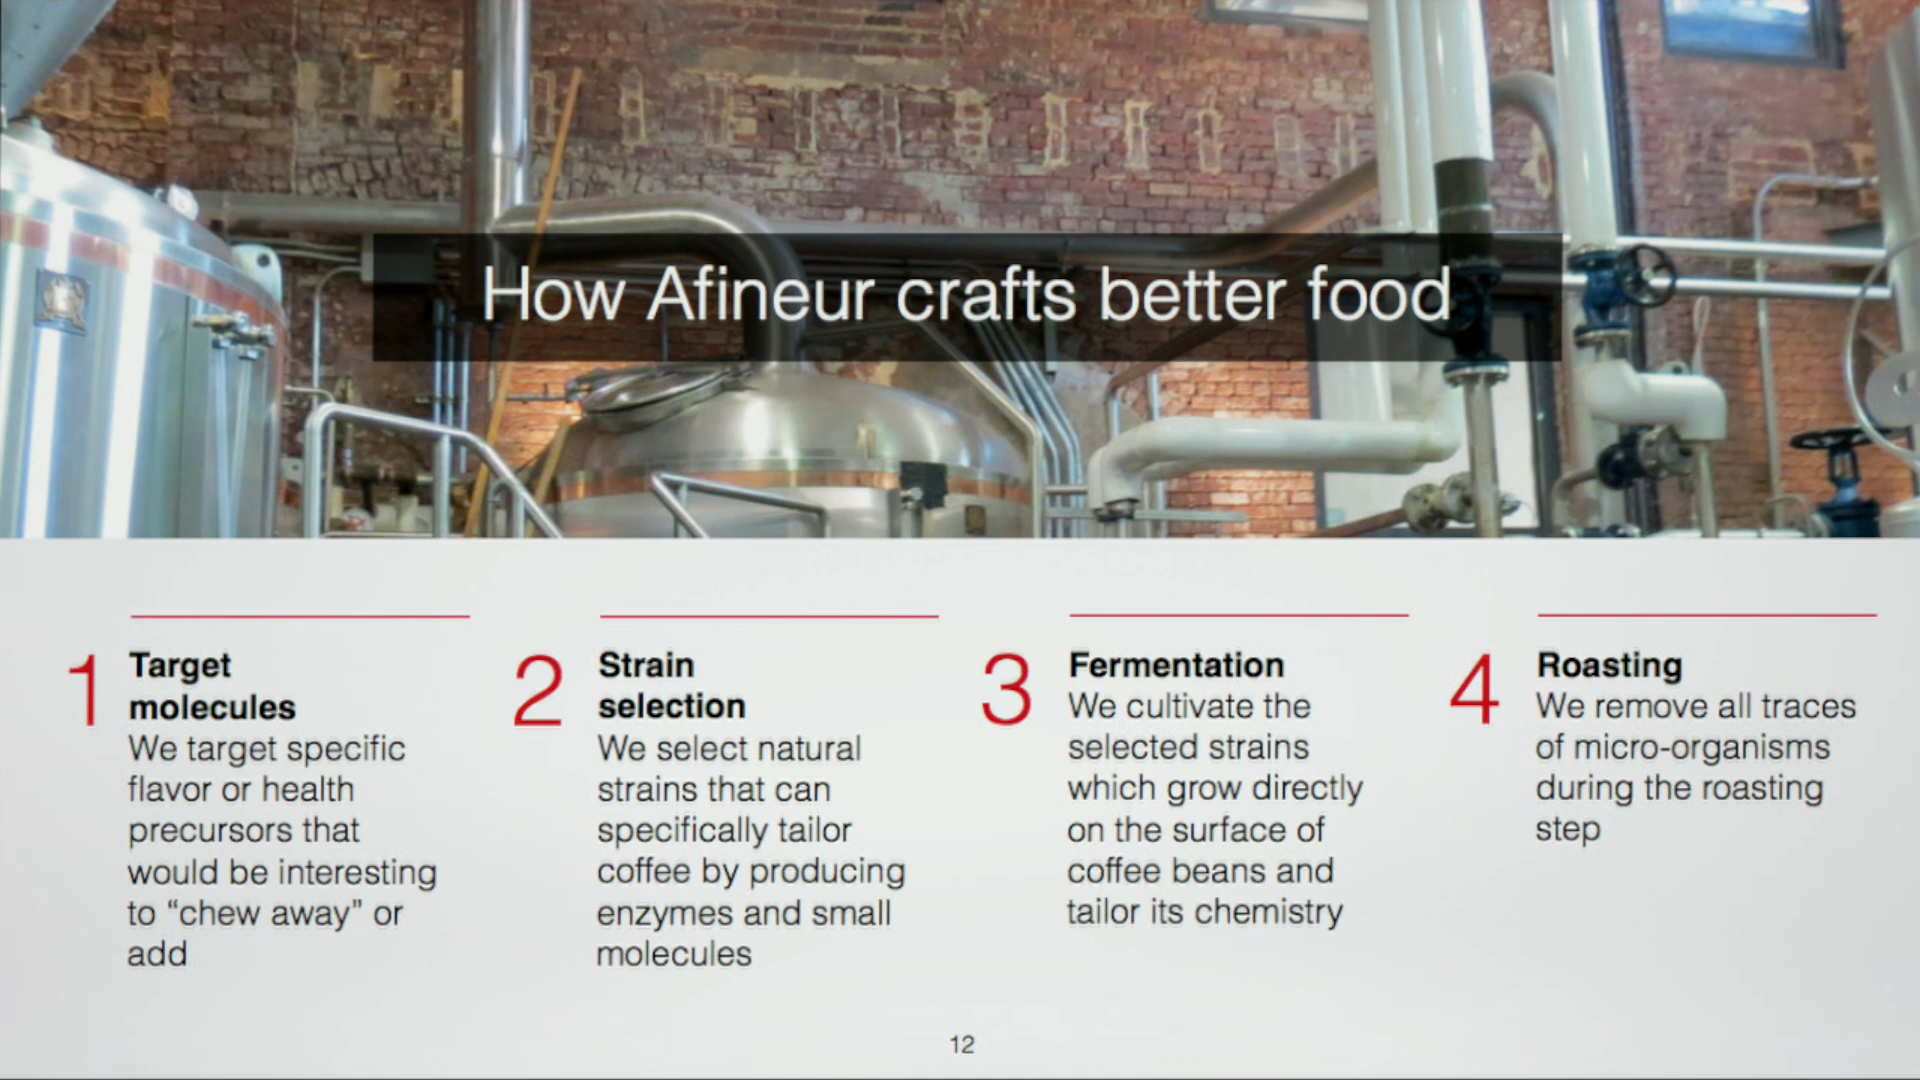 How Afineur crafts better food
1
Target
molecules
We target specific
flavor or health
precursors that
would be interesting
to “chew away” or
add
2
Strain
selection
We select natural
strains that can
specifically tailor
coffee by producing
enzymes and small
molecules
3
Fermentation
We cultivate the
selected strains
which grow directly
on the surface of
coffee beans and
tailor its chemistry
4
Roasting
We remove all traces
of micro-organisms
during the roasting
step
12